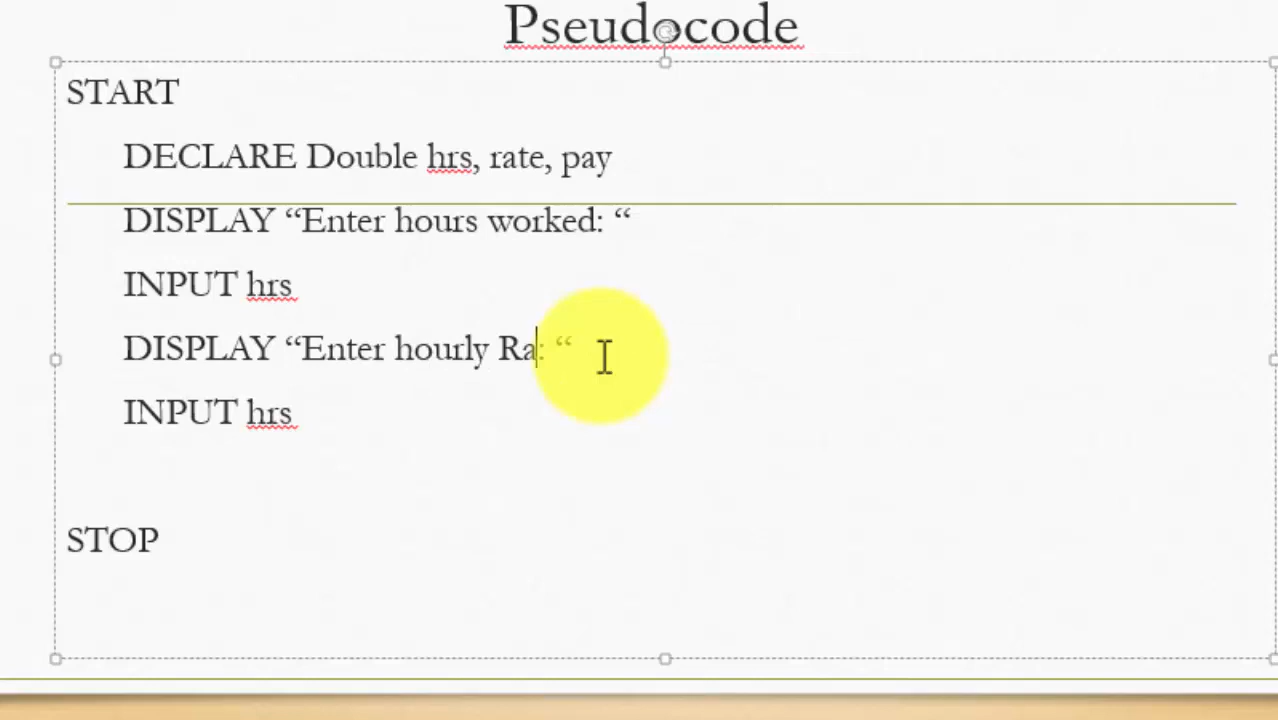 Pseudocode
START
DECLARE Double hrs, rate, pay
DISPLAY “Enter hours worked: “
INPUT hrs
DISPLAY “Enter hourly Ra: “
INPUT hrs
STOP